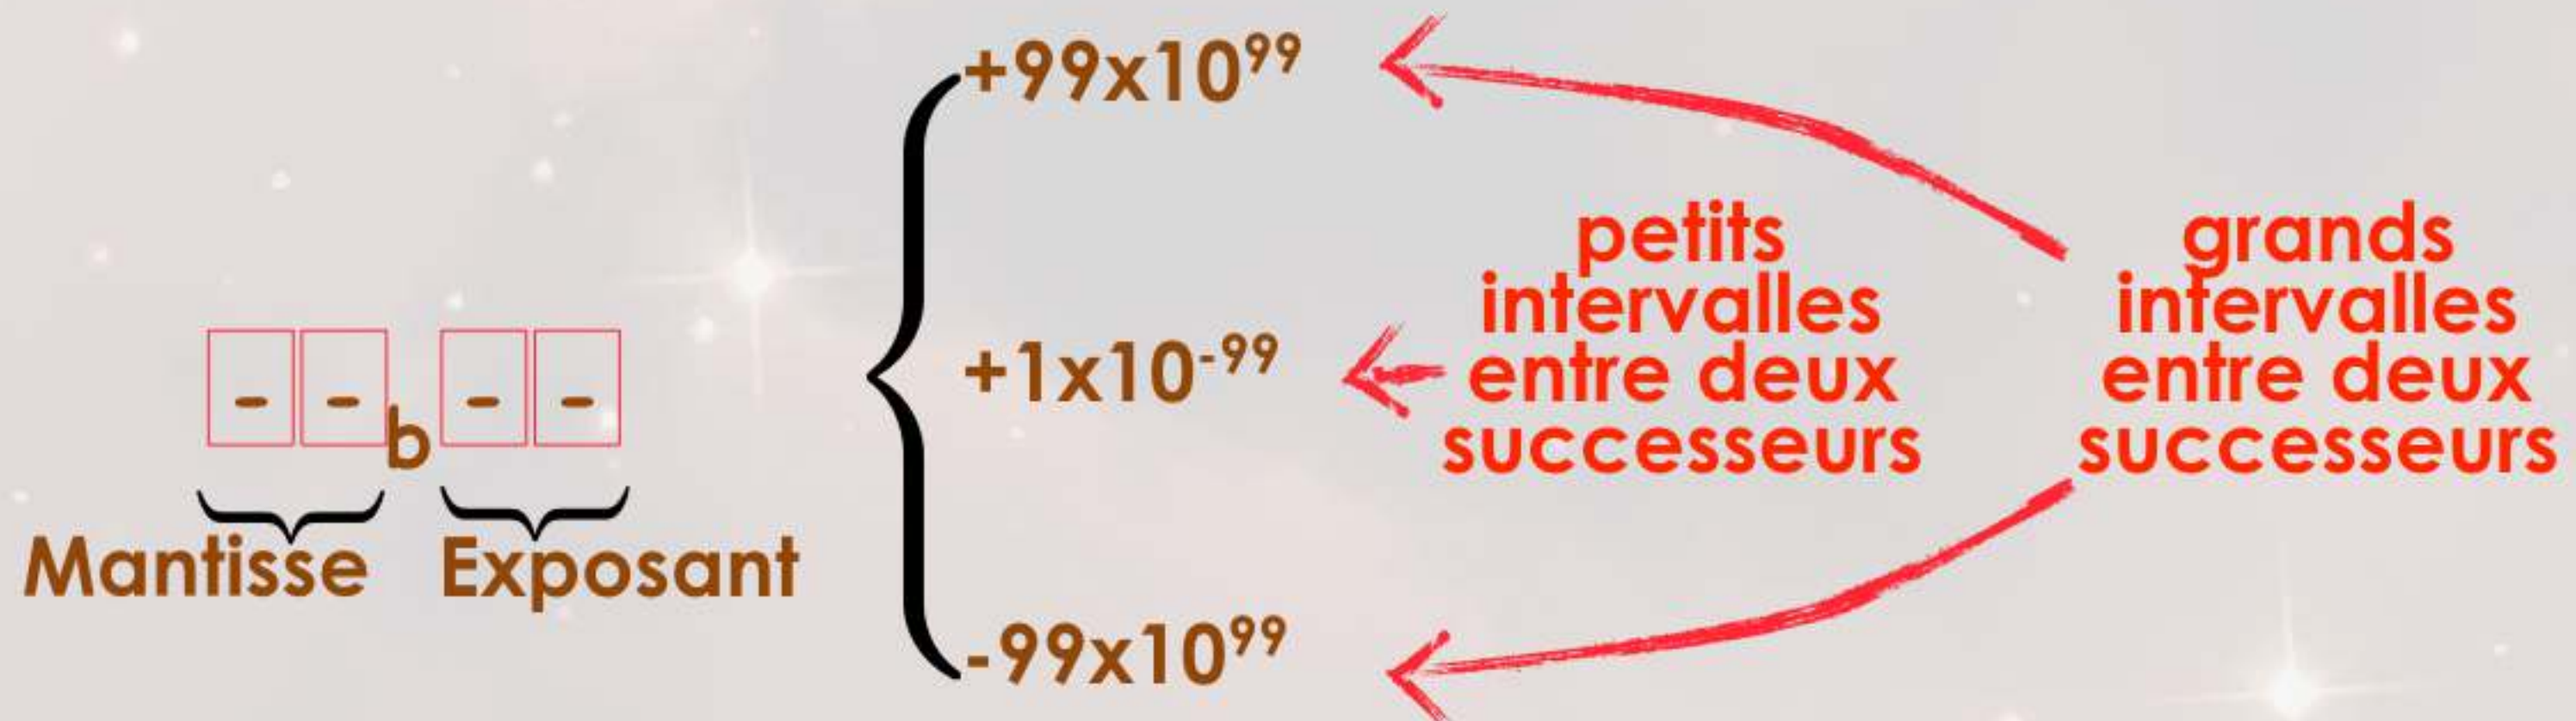 +99x10⁹⁹
+1x10⁻⁹⁹
-99x10⁹⁹
- - b - -
Mantisse
Exposant
petits
intervalles
entre deux
successeurs
grands
intervalles
entre deux
successeurs